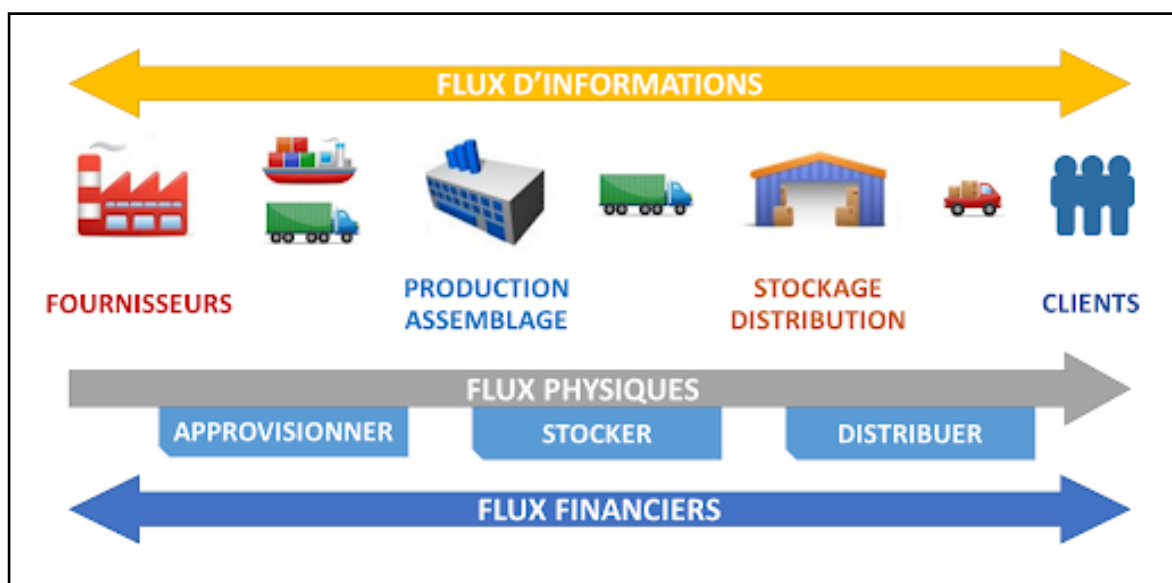 FLUX D'INFORMATIONS
FOURNISSEURS
PRODUCTION
ASSEMBLAGE
STOCKAGE
DISTRIBUTION
CLIENTS
FLUX PHYSIQUES
APPROVISIONNER
STOCKER
DISTRIBUER
FLUX FINANCIERS